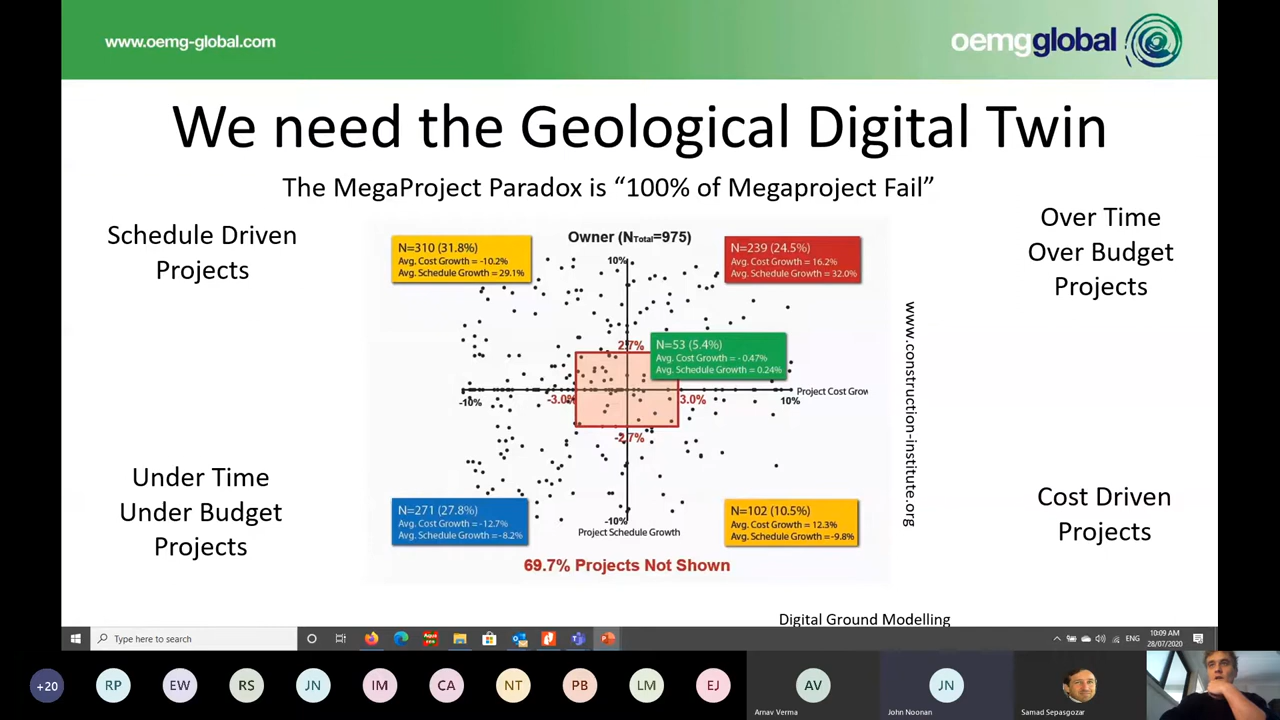 www.oemg-global.com
oemgglobal
We need the Geological Digital Twin
The MegaProject Paradox is “100% of Megaproject Fail”
Schedule Driven
Projects
Over Time
Over Budget
Projects
Under Time
Under Budget
Projects
Cost Driven
Projects
Owner (NTotal=975)
N=310 (31.8%)
Avg. Cost Growth = -10.2%
Avg. Schedule Growth = 29.1%
N=239 (24.5%)
Avg. Cost Growth = 16.2%
Avg. Schedule Growth = 32.0%
10%
2.7%
N=53 (5.4%)
Avg. Cost Growth = - 0.47%
Avg. Schedule Growth = 0.24%
-10%
-3.0%
3.0%
10%
Project Cost Grow
-2.7%
N=271 (27.8%)
Avg. Cost Growth = -12.7%
Avg. Schedule Growth = -8.2%
N=102 (10.5%)
Avg. Cost Growth = 12.3%
Avg. Schedule Growth = -9.8%
-10%
Project Schedule Growth
69.7% Projects Not Shown
www.construction-institute.org
Digital Ground Modelling
Type here to search
ENG
10:09 AM
28/07/2020
+20
RP
EW
RS
JN
IM
CA
NT
PB
LM
EJ
AV
Arnav Verma
JN
John Noonan
Samad Sepasgozar